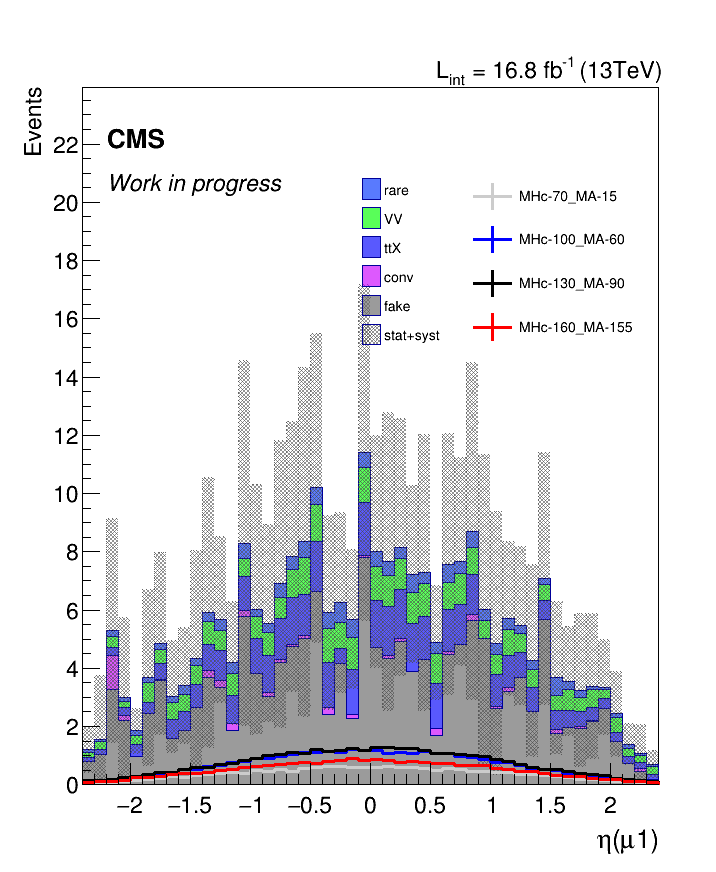 L_int = 16.8 fb^-1 (13TeV)
Events
CMS
Work in progress
rare
VV
ttX
conv
fake
stat+syst
MHc-70_MA-15
MHc-100_MA-60
MHc-130_MA-90
MHc-160_MA-155
22
20
18
16
14
12
10
8
6
4
2
0
−2 −1.5 −1 −0.5 0 0.5 1 1.5 2
η(μ1)